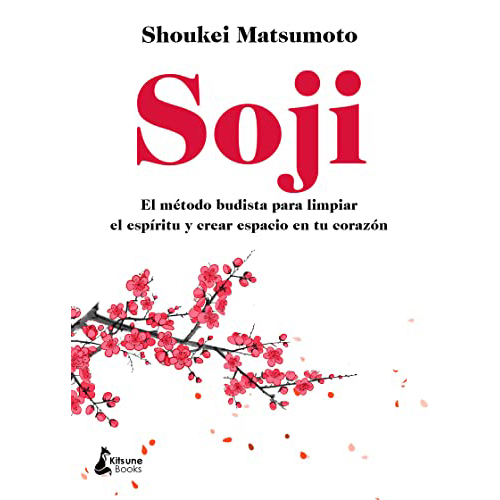 Shoukei Matsumoto
Soji
El método budista para limpiar
el espíritu y crear espacio en tu corazón
Kitsune
Books